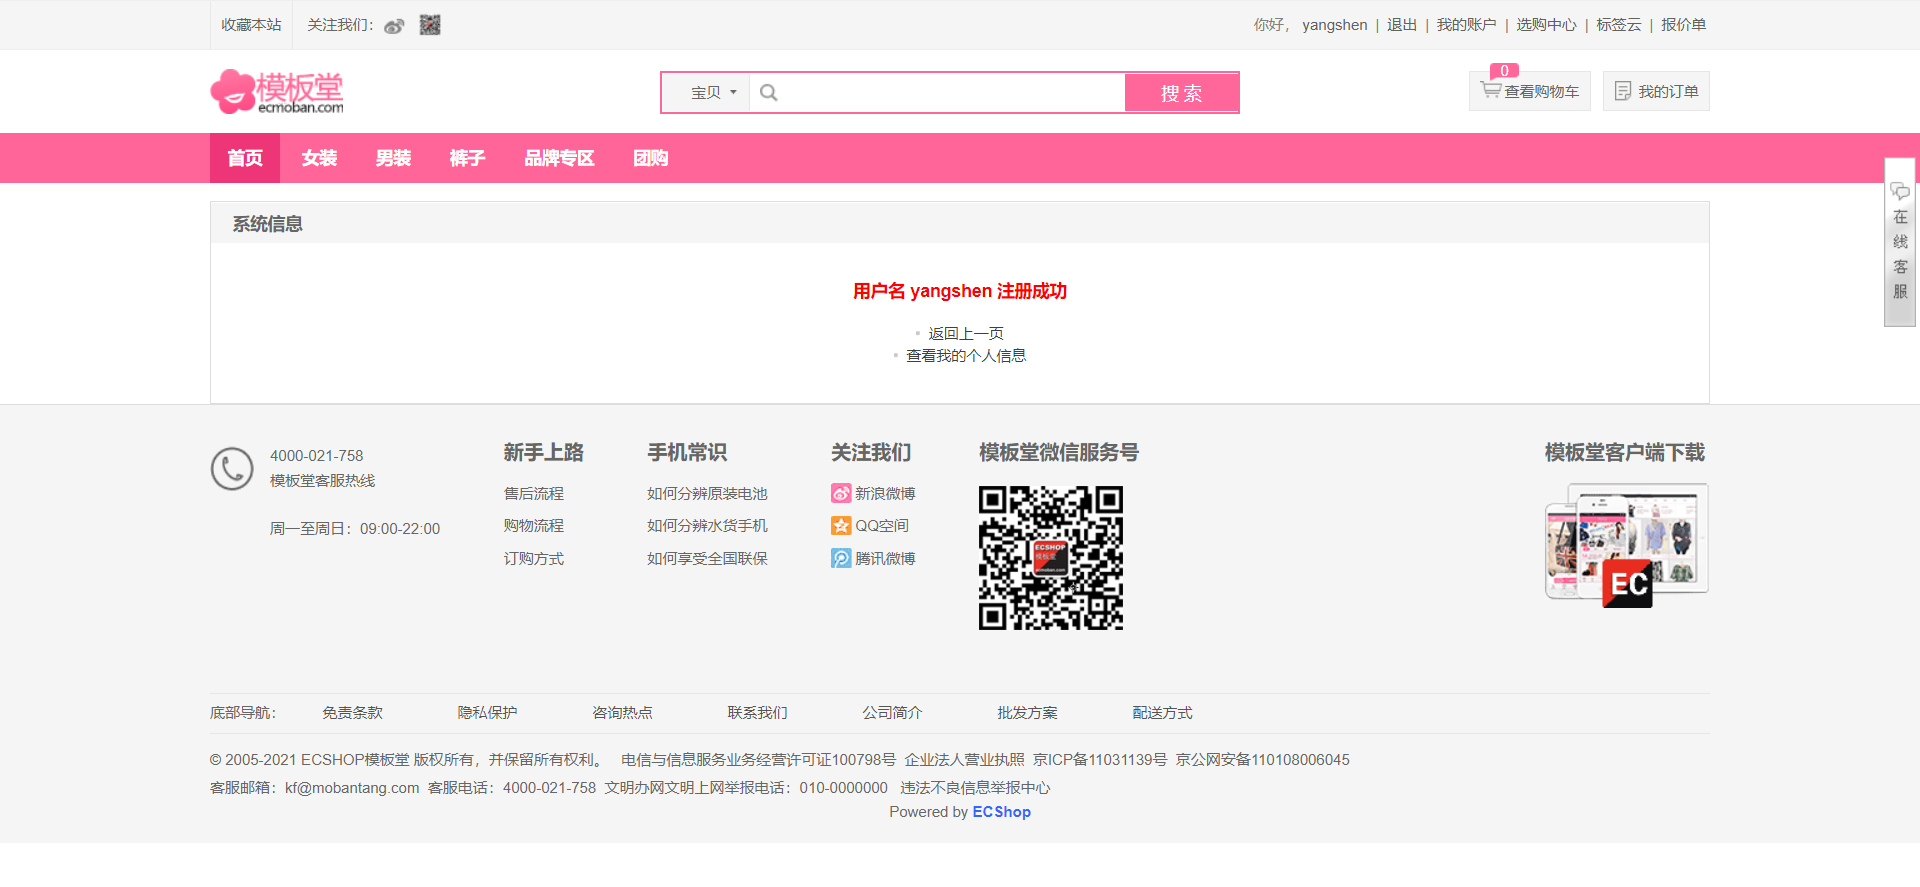 收藏本站 关注我们：
你好， yangshen | 退出 | 我的账户 | 选购中心 | 标签云 | 报价单
模板堂
ecmoban.com
宝贝
搜索
0
查看购物车
我的订单
首页 女装 男装 裤子 品牌专区 团购
在线客服
系统信息
用户名 yangshen 注册成功
返回上一页
查看我的个人信息
4000-021-758
模板堂客服热线
周一至周日：09:00-22:00
新手上路
售后流程
购物流程
订购方式
手机常识
如何分辨原装电池
如何分辨水货手机
如何享受全国联保
关注我们
新浪微博
QQ空间
腾讯微博
模板堂微信服务号
ECSHOP
模板堂
ecmoban.com
模板堂客户端下载
EC
底部导航： 免责条款 隐私保护 咨询热点 联系我们 公司简介 批发方案 配送方式
© 2005-2021 ECSHOP模板堂 版权所有，并保留所有权利。 电信与信息服务业务经营许可证100798号 企业法人营业执照 京ICP备11031139号 京公网安备110108006045
客服邮箱：kf@mobantang.com 客服电话：4000-021-758 文明办网文明上网举报电话：010-0000000 违法不良信息举报中心
Powered by ECShop